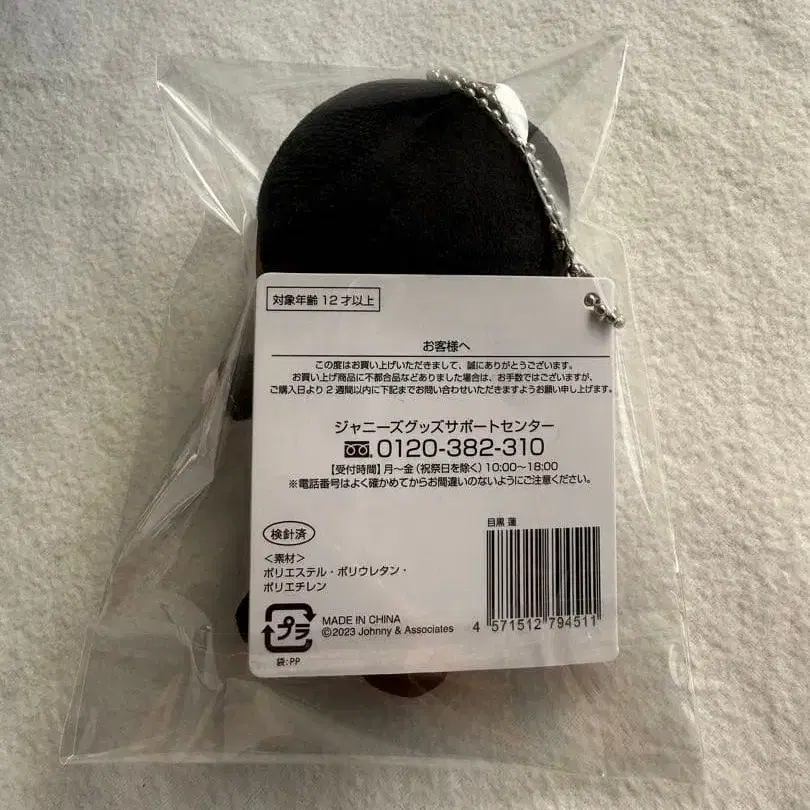 対象年齢 12 才以上
お客様へ
この度はお買い上げいただきまして、誠にありがとうございます。
お買い上げ商品に不都合品などありました場合は、お手数ではございますが、
ご購入日より2週間以内に下記までお問い合わせいただきますようお願い申し上げます。
ジャニーズグッズサポートセンター
0120-382-310
【受付時間】月～金(祝祭日を除く)10:00～18:00
※電話番号はよく確かめてからお間違いのないようにご注意ください。
検針済
＜素材＞
ポリエステル・ポリウレタン・
ポリエチレン
目黒 蓮
4 571512 794511
プラ
袋:PP
MADE IN CHINA
©2023 Johnny & Associates